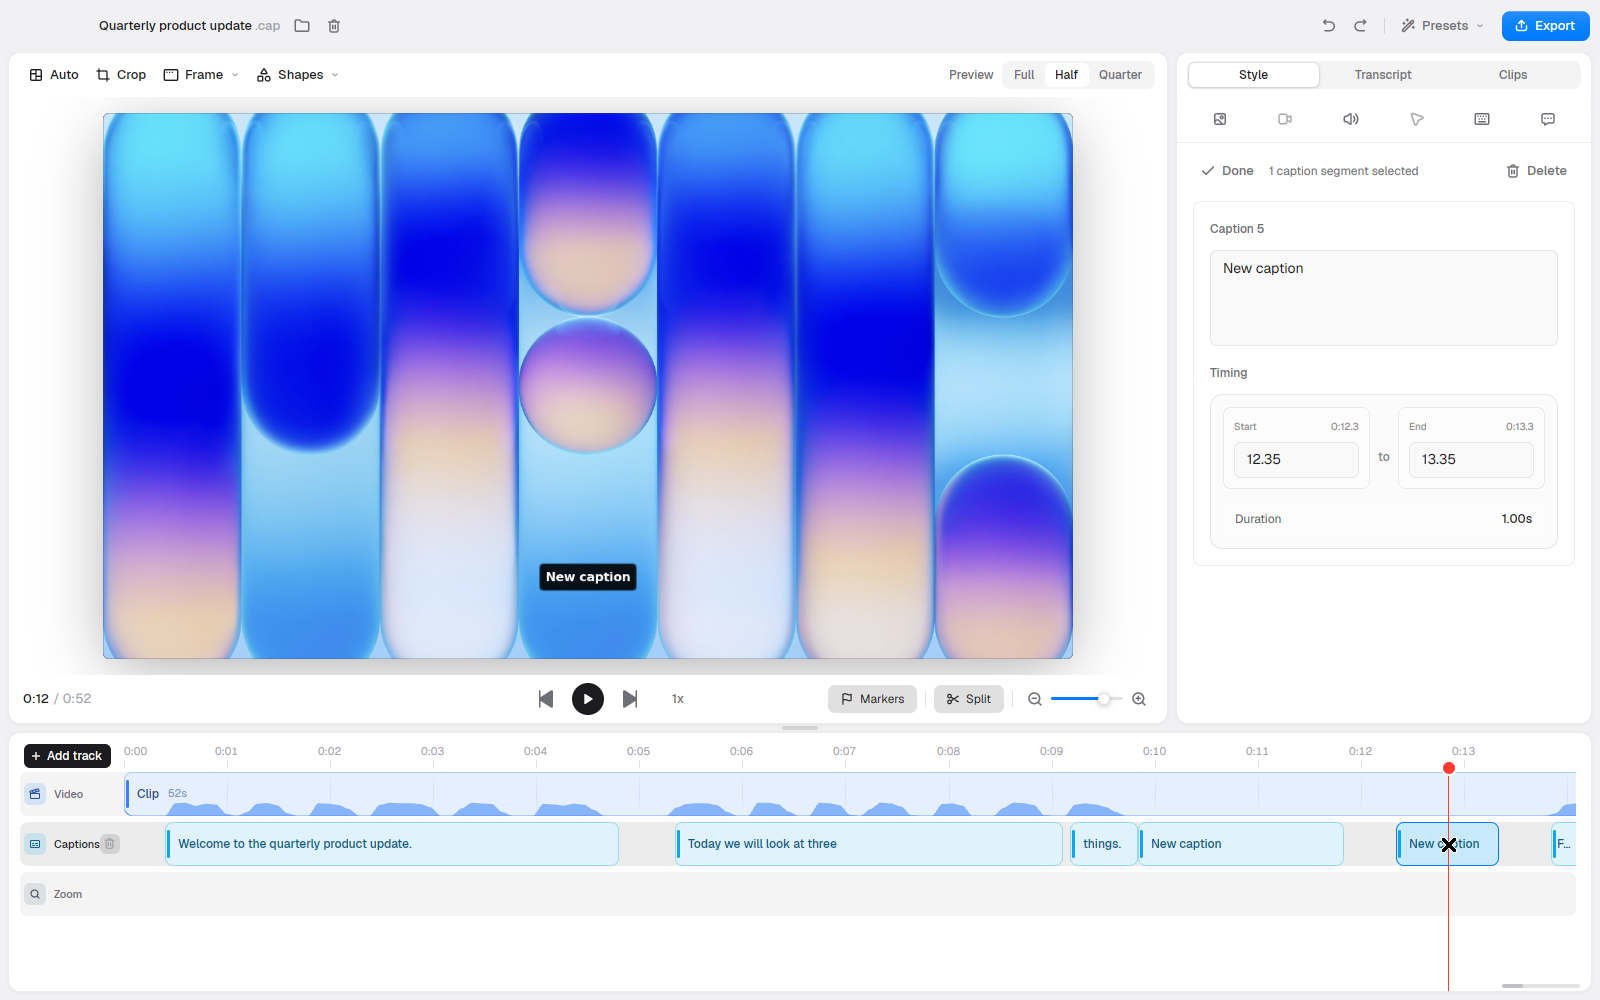 Quarterly product update .cap
Presets
Export
Auto
Crop
Frame
Shapes
Preview
Full
Half
Quarter
Style
Transcript
Clips
Done
1 caption segment selected
Delete
Caption 5
New caption
Timing
Start
0:12.3
12.35
to
End
0:13.3
13.35
Duration
1.00s
New caption
0:12 / 0:52
1x
Markers
Split
+ Add track
0:00
0:01
0:02
0:03
0:04
0:05
0:06
0:07
0:08
0:09
0:10
0:11
0:12
0:13
Video
Clip 52s
Captions
Welcome to the quarterly product update.
Today we will look at three
things.
New caption
New
F...
Zoom